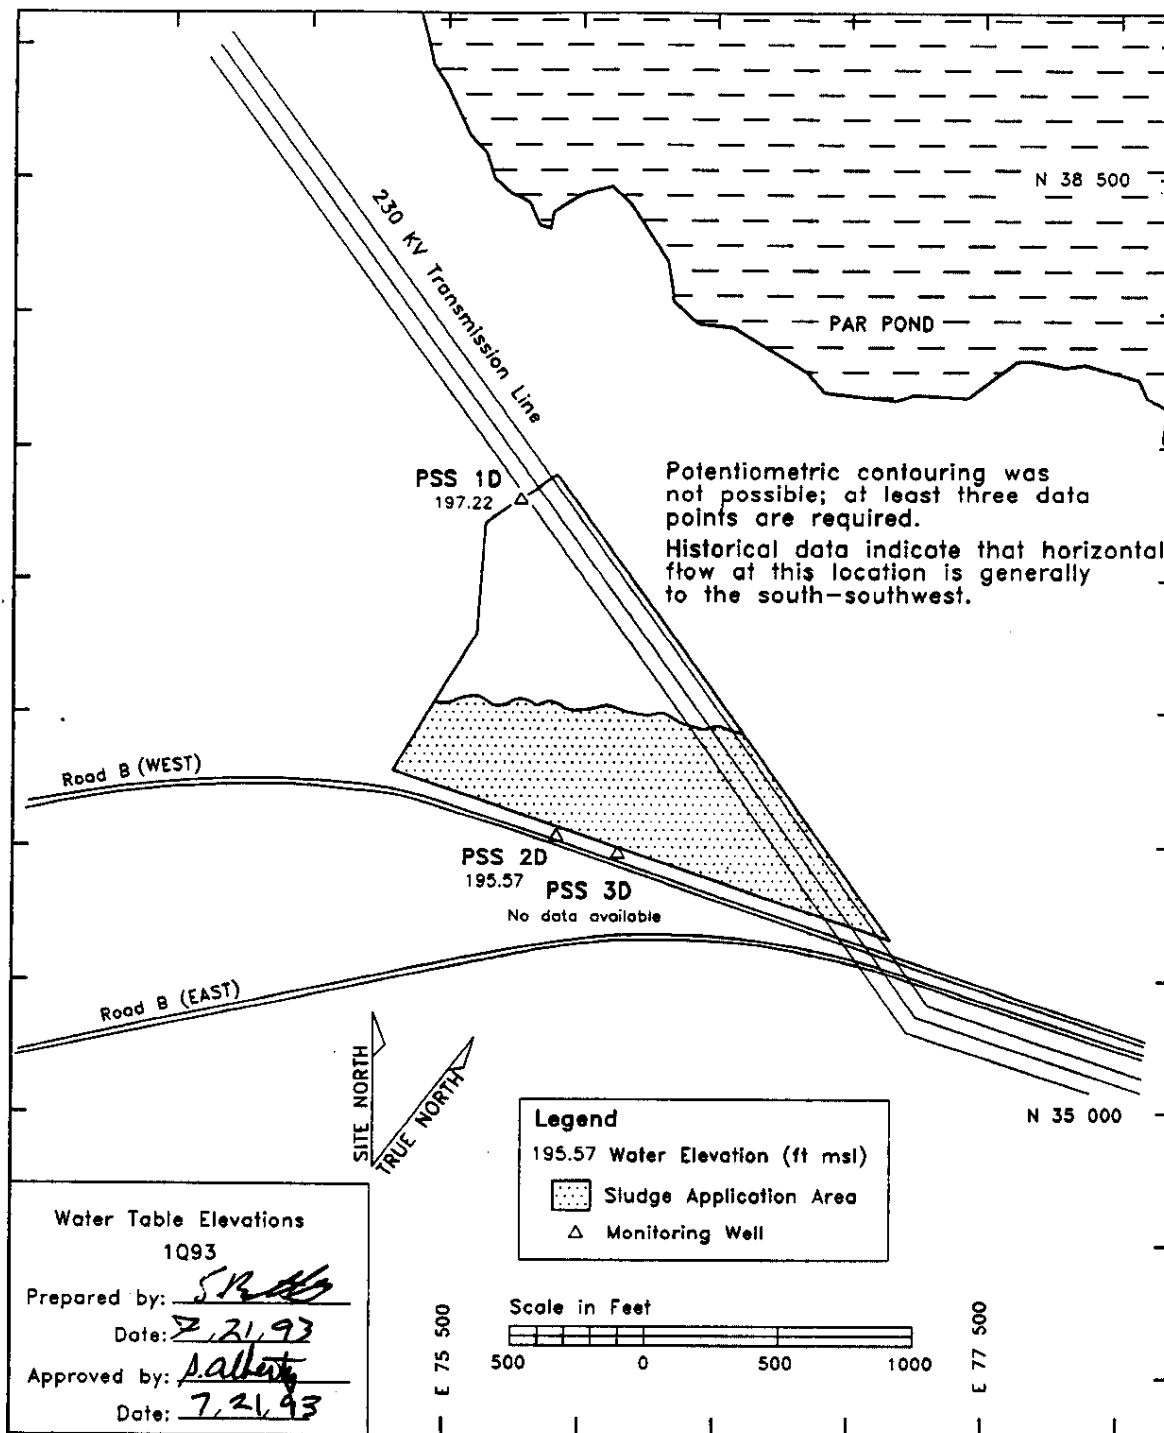 N 38 500
230 KV Transmission Line
PAR POND
PSS 1D
197.22
Potentiometric contouring was
not possible; at least three data
points are required.
Historical data indicate that horizontal
flow at this location is generally
to the south-southwest.
Road B (WEST)
PSS 2D
195.57
PSS 3D
No data available
Road B (EAST)
SITE NORTH
TRUE NORTH
N 35 000
Legend
195.57 Water Elevation (ft msl)
Sludge Application Area
Monitoring Well
Water Table Elevations
1Q93
Prepared by:
Date: 7,21,93
Approved by:
Date: 7,21,93
E 75 500
Scale in Feet
500 0 500 1000
E 77 500